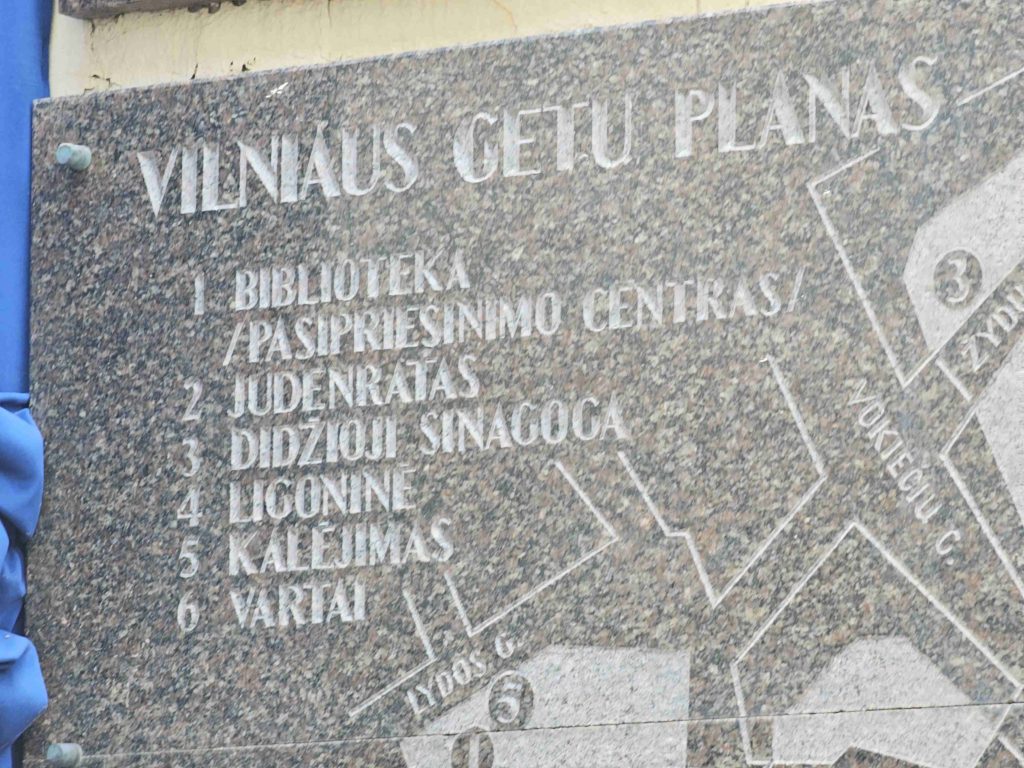 VILNIAUS GETŲ PLANAS
1 BIBLIOTEKA
/PASIPRIEŠINIMO CENTRAS/
2 JUDENRATAS
3 DIDŽIOJI SINAGOGA
4 LIGONINĖ
5 KALĖJIMAS
6 VARTAI
3
VOKIEČIŲ G.
LYDOS G.
5
1